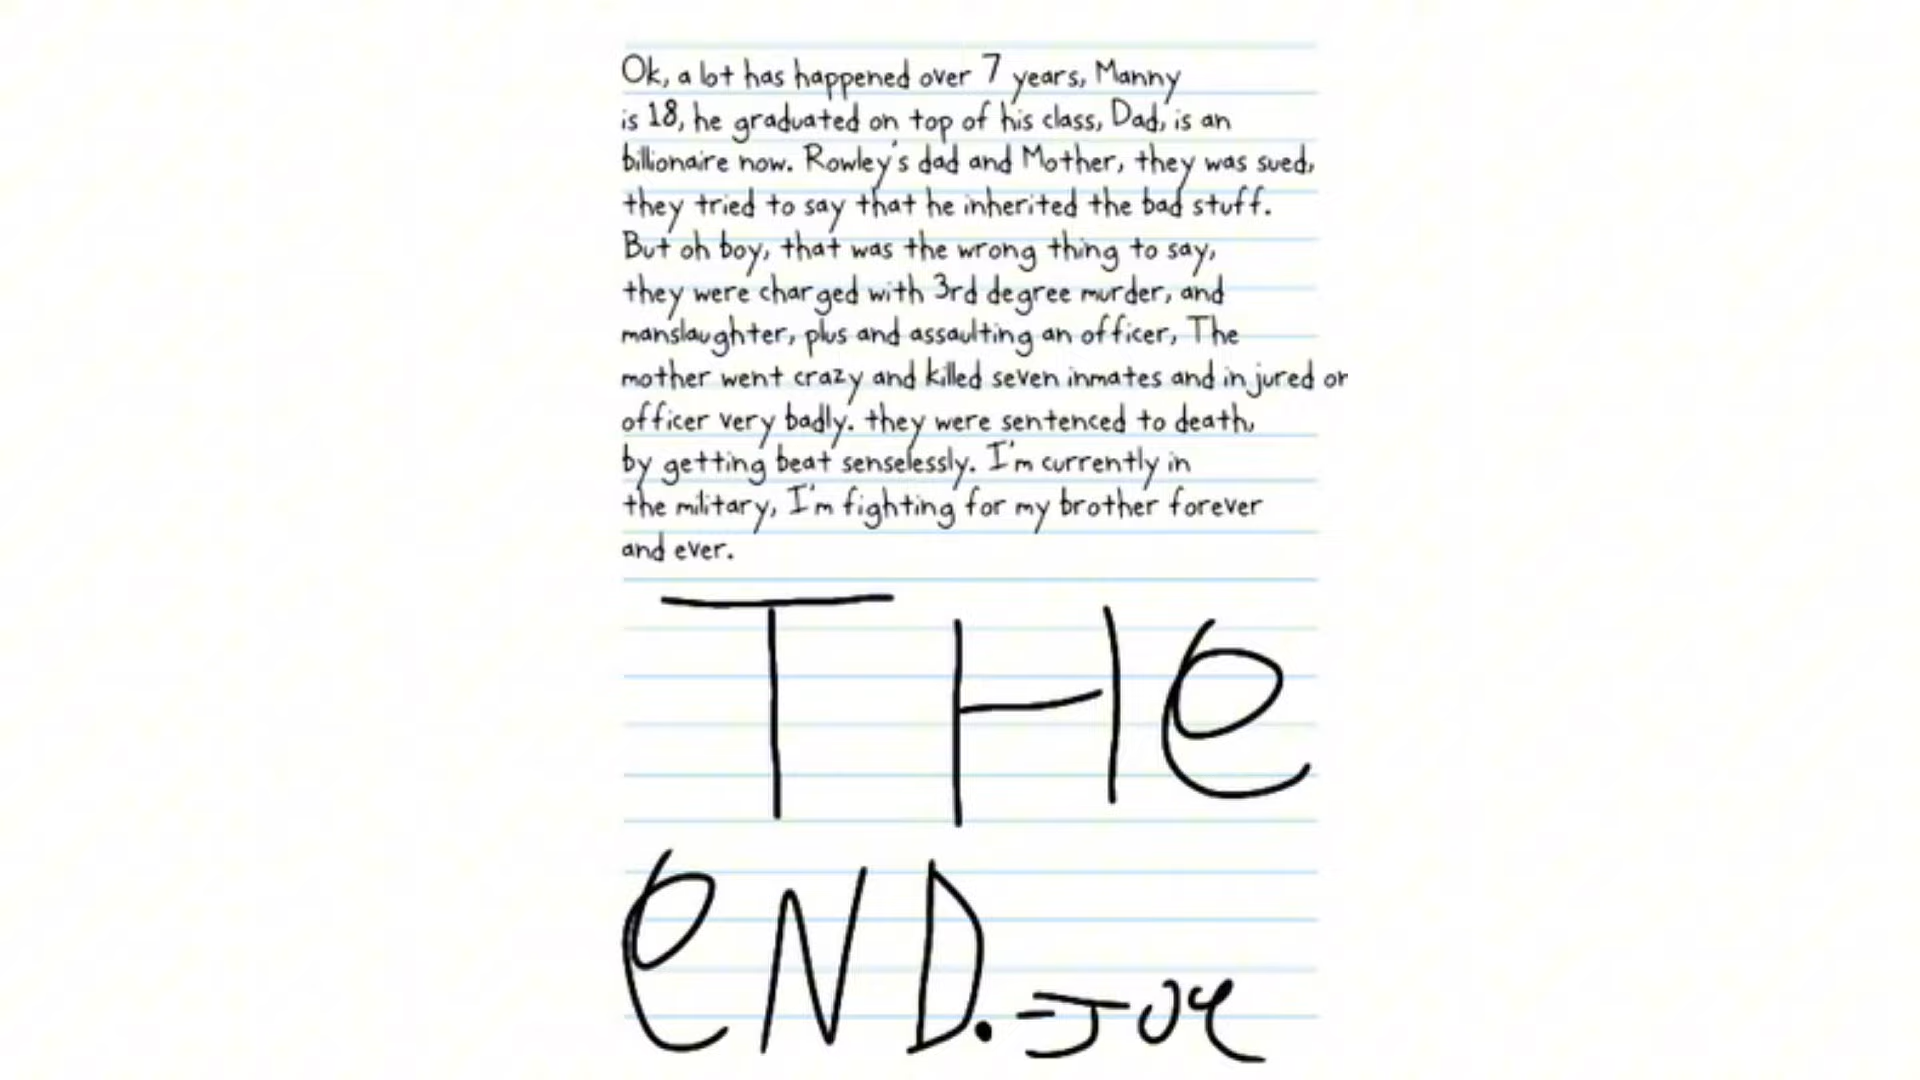 Ok, a lot has happened over 7 years, Manny
is 18, he graduated on top of his class, Dad, is an
billionaire now. Rowley's dad and Mother, they was sued,
they tried to say that he inherited the bad stuff.
But oh boy, that was the wrong thing to say,
they were charged with 3rd degree murder, and
manslaughter, plus and assaulting an officer, The
mother went crazy and killed seven inmates and injured or
officer very badly. they were sentenced to death,
by getting beat senselessly. I'm currently in
the military, I'm fighting for my brother forever
and ever.
THe
eND. -Joe